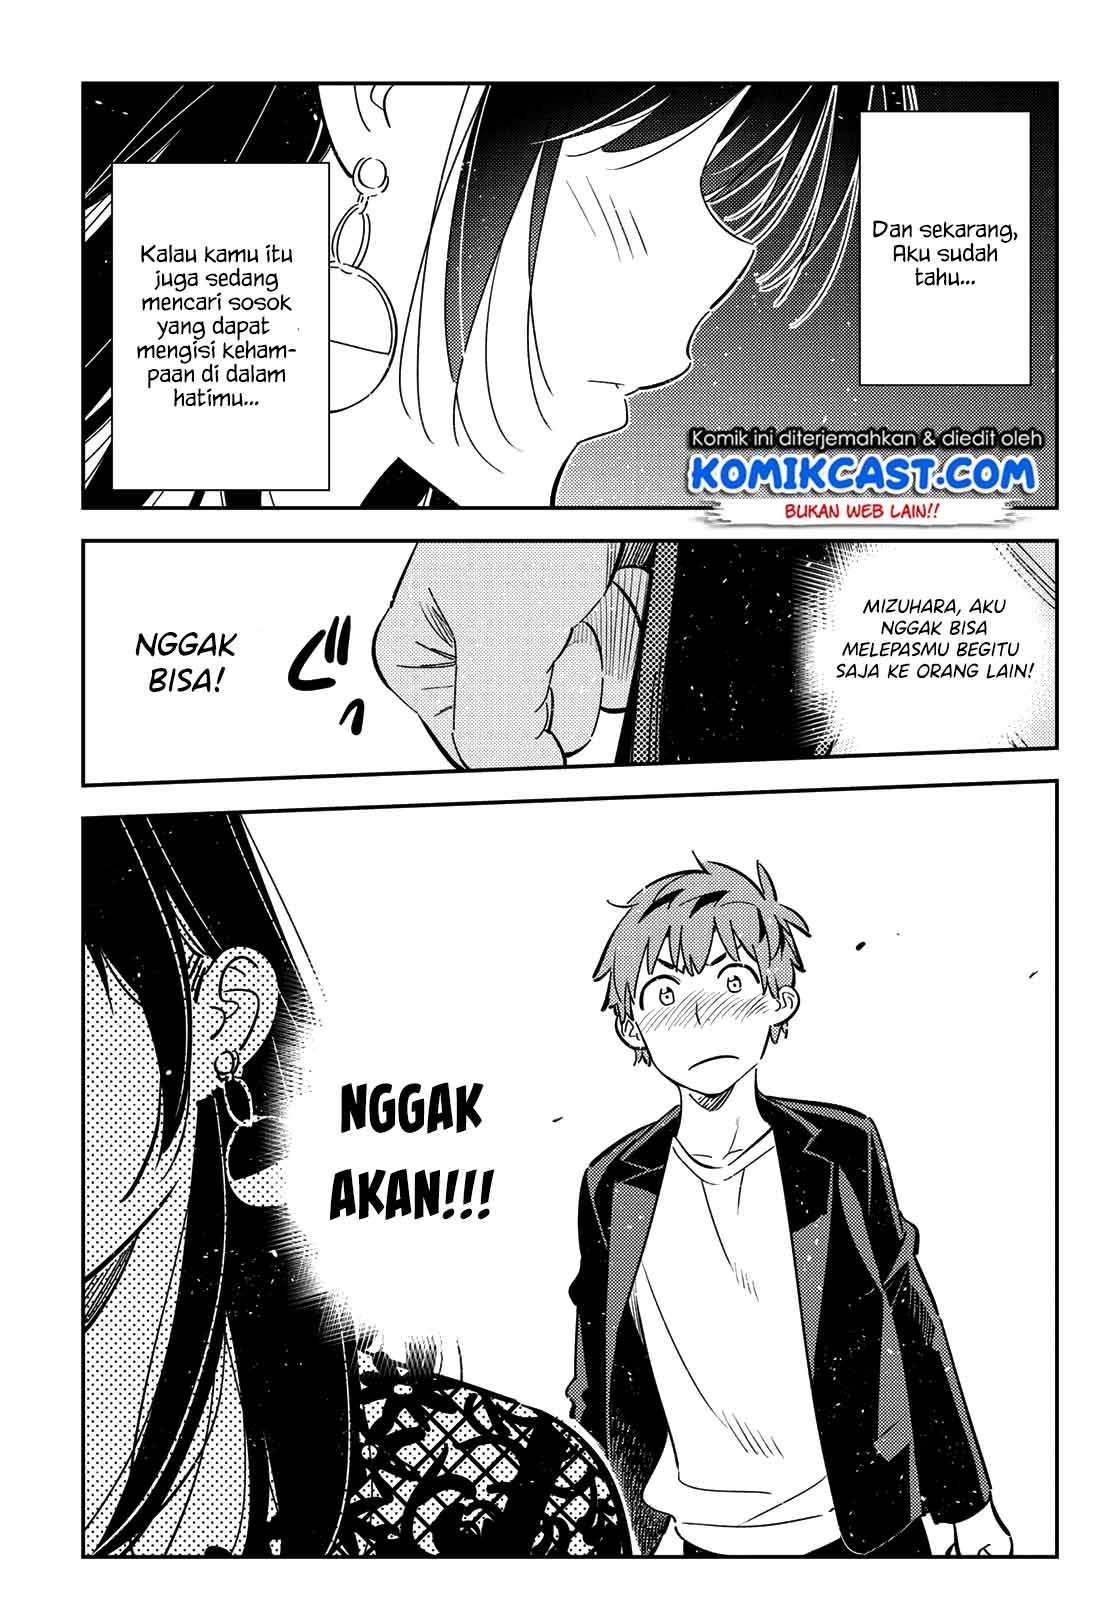 Dan sekarang,
Aku sudah
tahu...
Kalau kamu itu
juga sedang
mencari sosok
yang dapat
mengisi keham-
paan di dalam
hatimu...
Komik ini diterjemahkan & diedit oleh
KOMIKCAST.COM
BUKAN WEB LAIN!!
MIZUHARA, AKU
NGGAK BISA
MELEPASMU BEGITU
SAJA KE ORANG LAIN!
NGGAK
BISA!
NGGAK
AKAN!!!